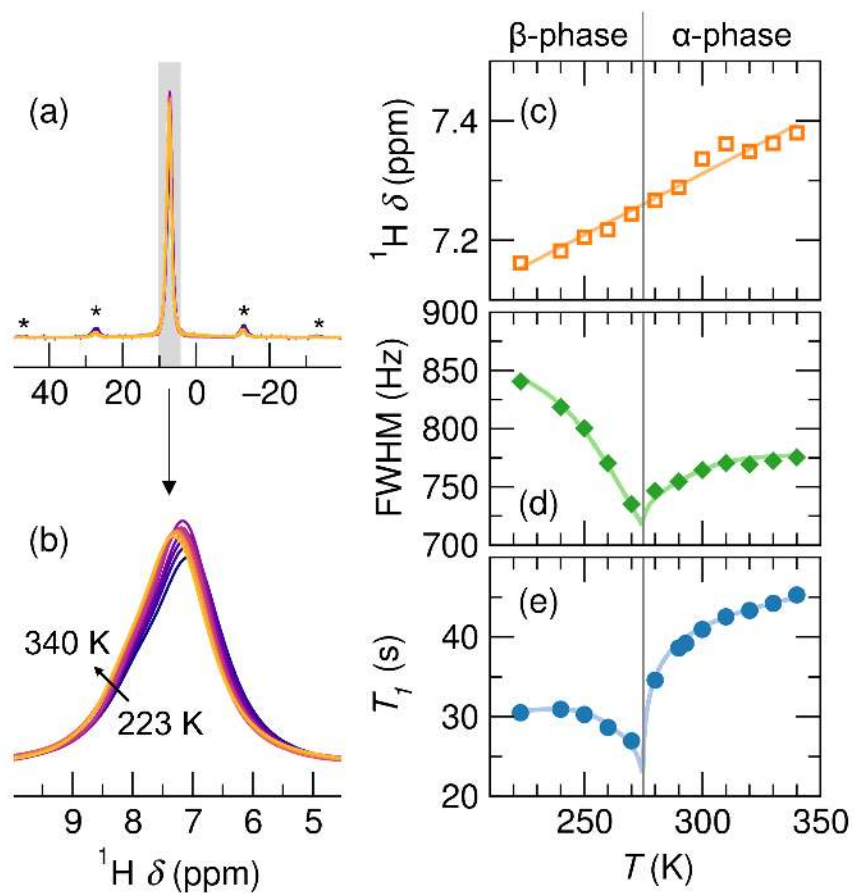 (a)
*
*
*
*
40
20
0
−20
(b)
340 K
223 K
9
8
7
6
5
¹H δ (ppm)
β-phase
α-phase
(c)
7.4
7.2
¹H δ (ppm)
(d)
900
850
800
750
700
FWHM (Hz)
(e)
40
30
20
T₁ (s)
250
300
350
T (K)